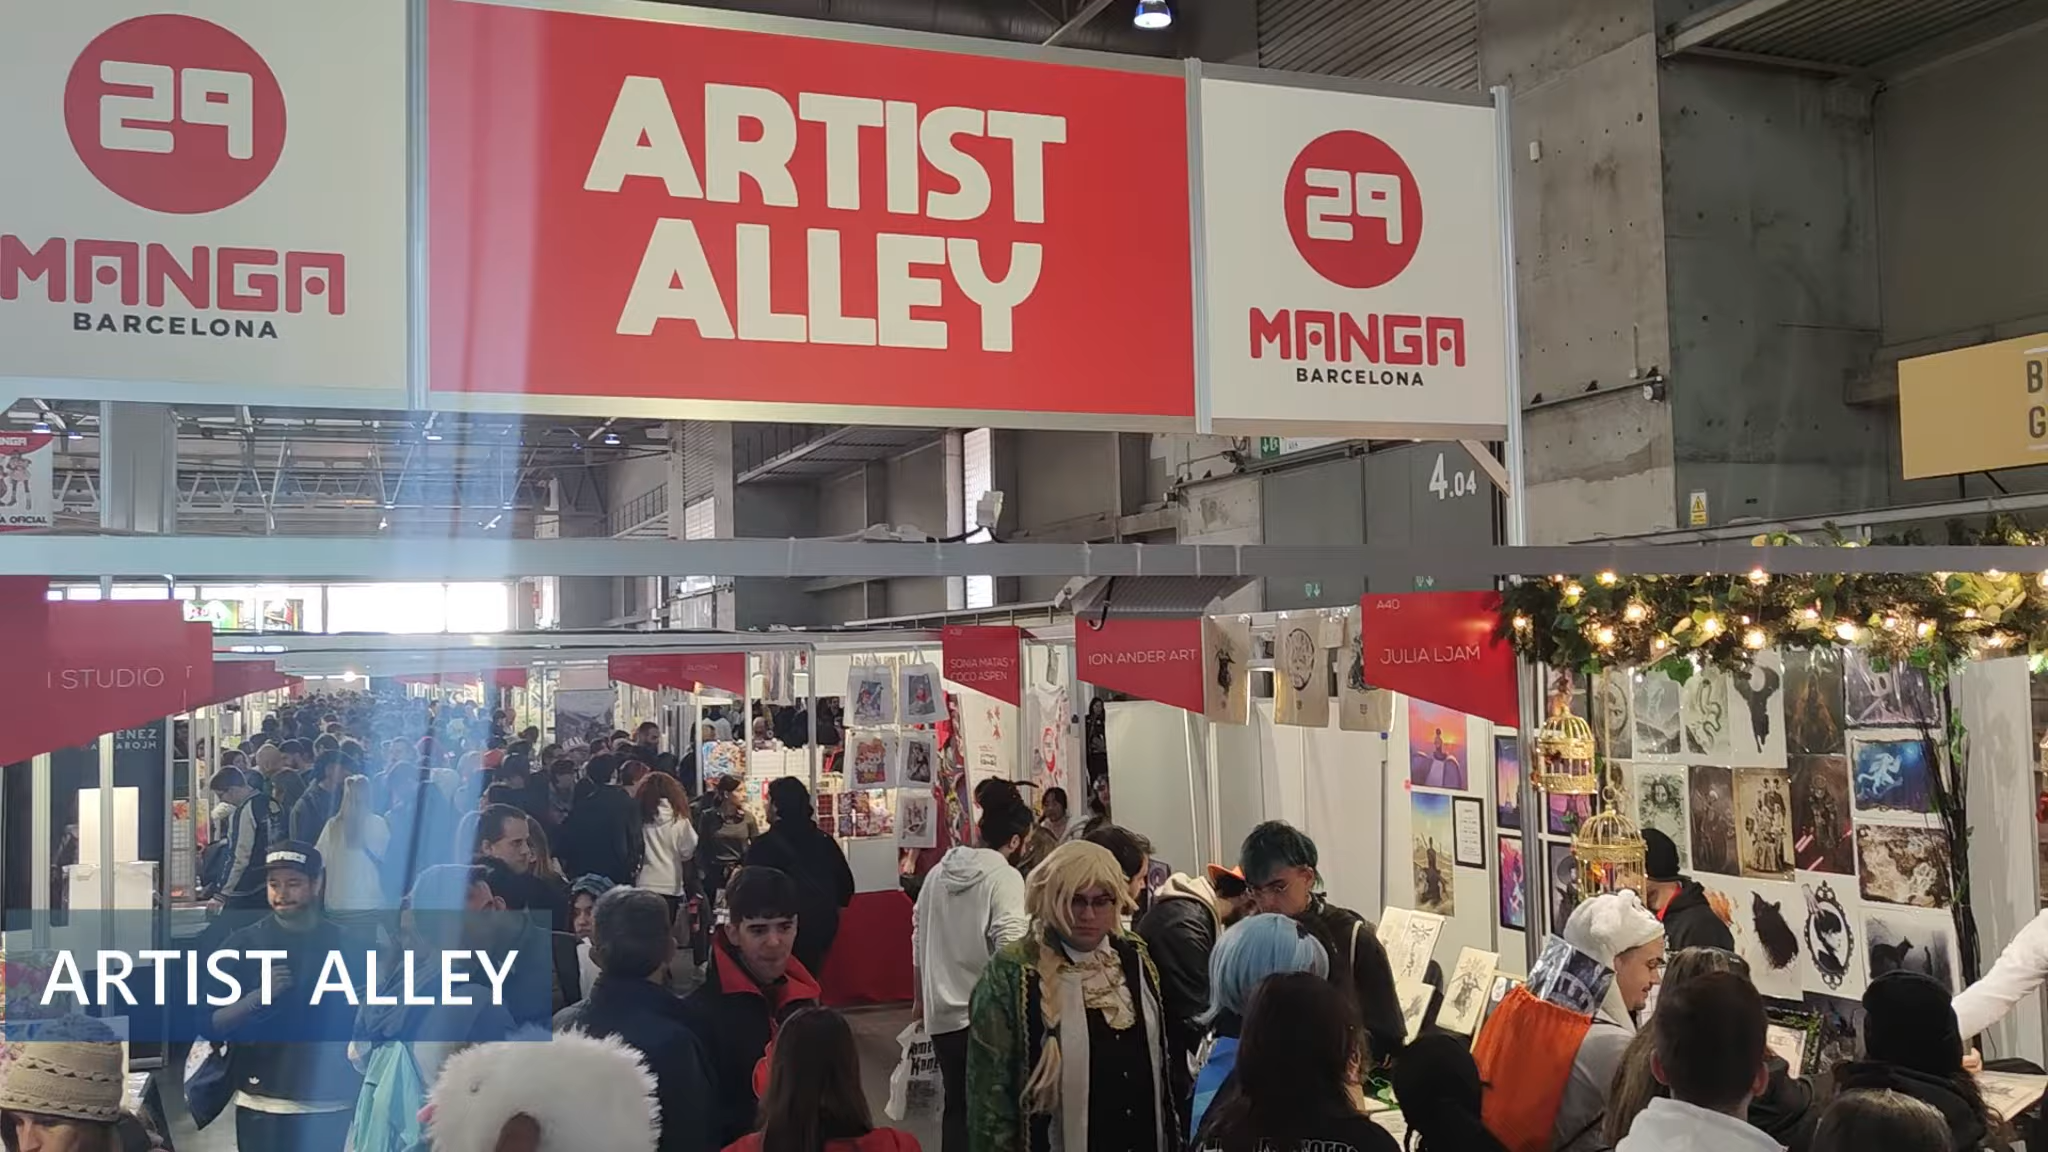 29
MANGA
BARCELONA
ARTIST
ALLEY
29
MANGA
BARCELONA
4.04
A40
JULIA LJAM
ION ANDER ART
SONIA MATAS Y
COCO ASPEN
I STUDIO
ARTIST ALLEY